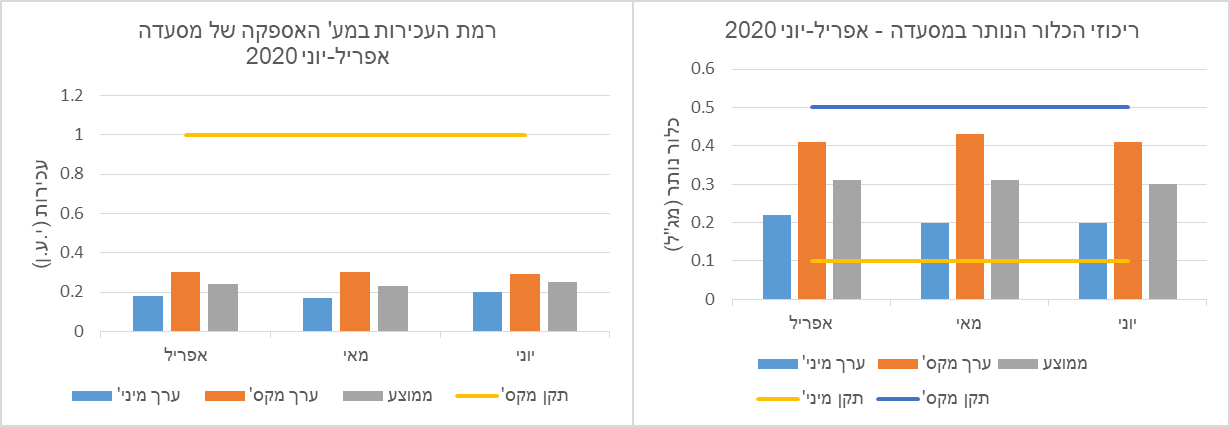 ריכוזי הכלור הנותר במסעדה - אפריל-יוני 2020
כלור נותר (מג"ל)
0.6
0.5
0.4
0.3
0.2
0.1
0
אפריל
מאי
יוני
ערך מיני'
ערך מקס'
ממוצע
תקן מיני'
תקן מקס'
רמת העכירות במע' האספקה של מסעדה
אפריל-יוני 2020
עכירות (י.ע.ן)
1.2
1
0.8
0.6
0.4
0.2
0
אפריל
מאי
יוני
ערך מיני'
ערך מקס'
ממוצע
תקן מקס'